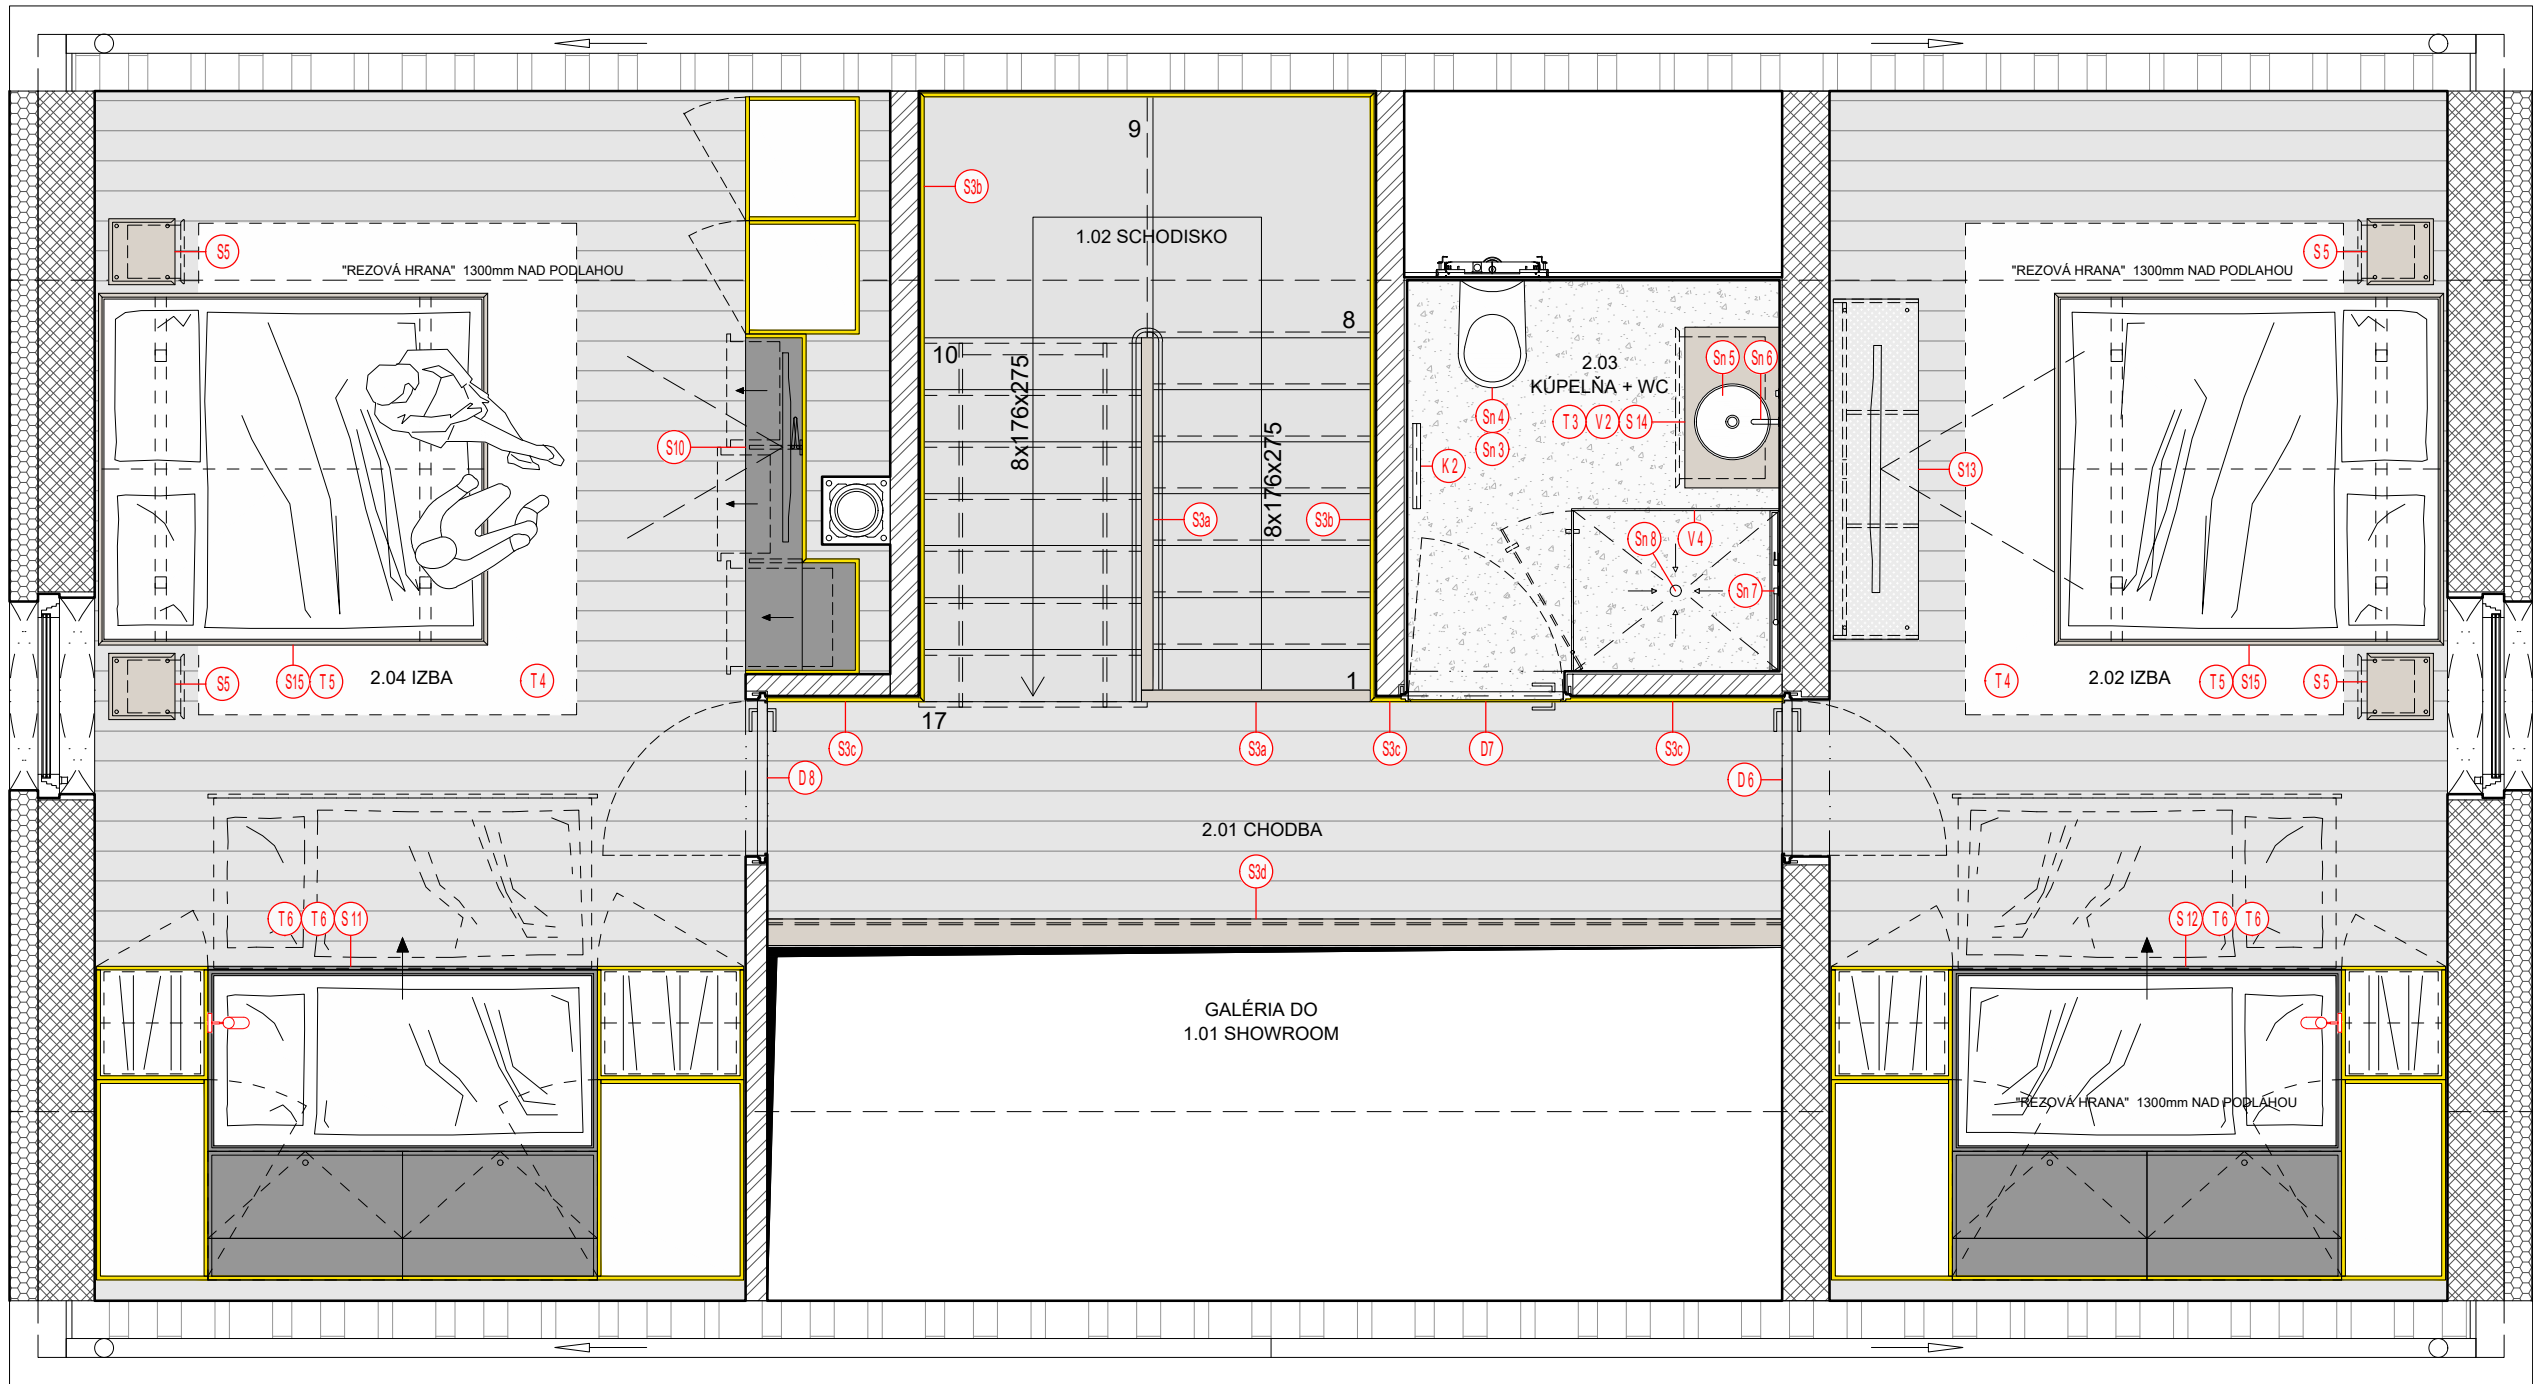 9
S3b
1.02 SCHODISKO
S5
"REZOVÁ HRANA" 1300mm NAD PODLAHOU
"REZOVÁ HRANA" 1300mm NAD PODLAHOU
S5
8
10
8x176x275
8x176x275
2.03
KÚPELŇA + WC
Sn5
Sn6
Sn4
Sn3
T3
V2
S14
S10
K2
S13
S3a
S3b
Sn8
V4
Sn7
S5
S15
T5
2.04 IZBA
T4
1
17
T4
2.02 IZBA
T5
S15
S5
S3c
S3a
S3c
D7
S3c
D8
D6
2.01 CHODBA
S3d
T6
T6
S11
S12
T6
T6
GALÉRIA DO
1.01 SHOWROOM
"REZOVÁ HRANA" 1300mm NAD PODLAHOU